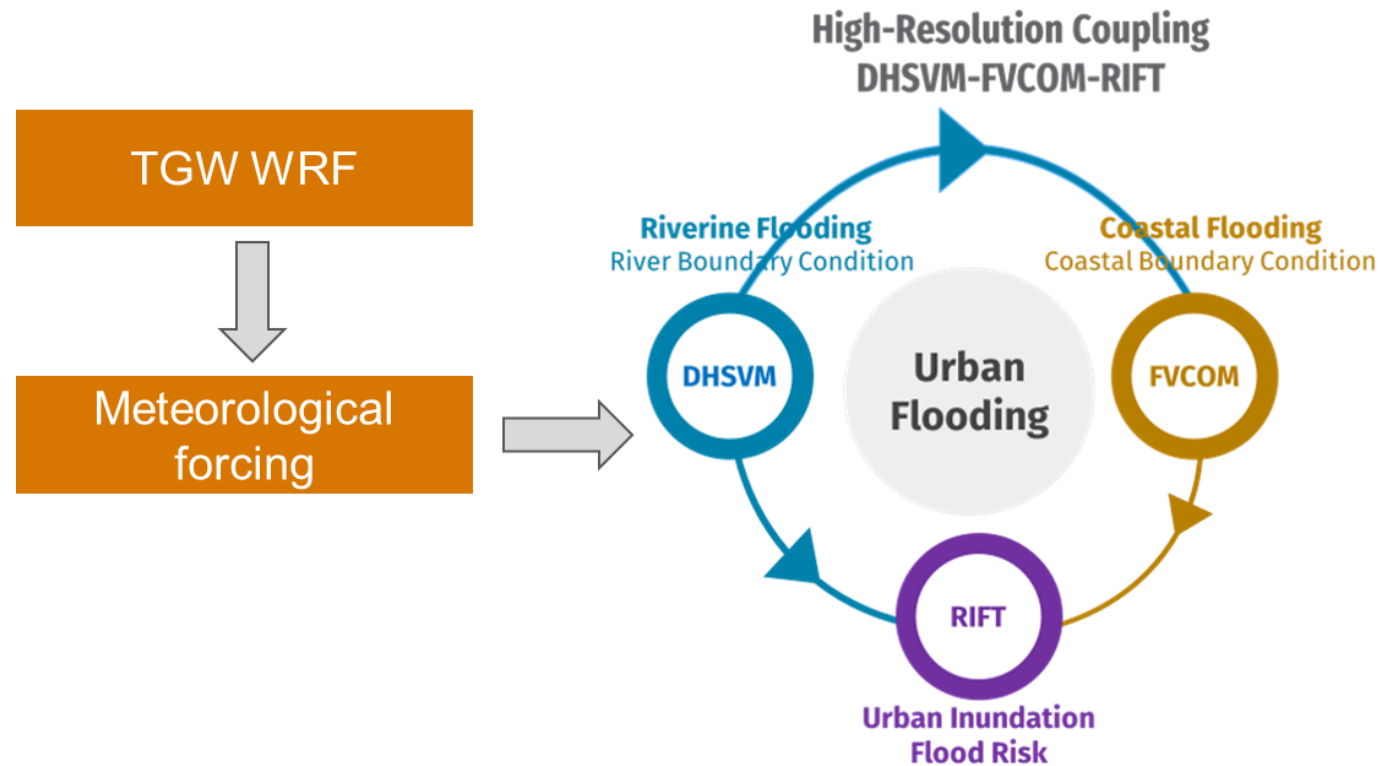 High-Resolution Coupling
DHSVM-FVCOM-RIFT
TGW WRF
Meteorological
forcing
Riverine Flooding
River Boundary Condition
Coastal Flooding
Coastal Boundary Condition
DHSVM
Urban
Flooding
FVCOM
RIFT
Urban Inundation
Flood Risk